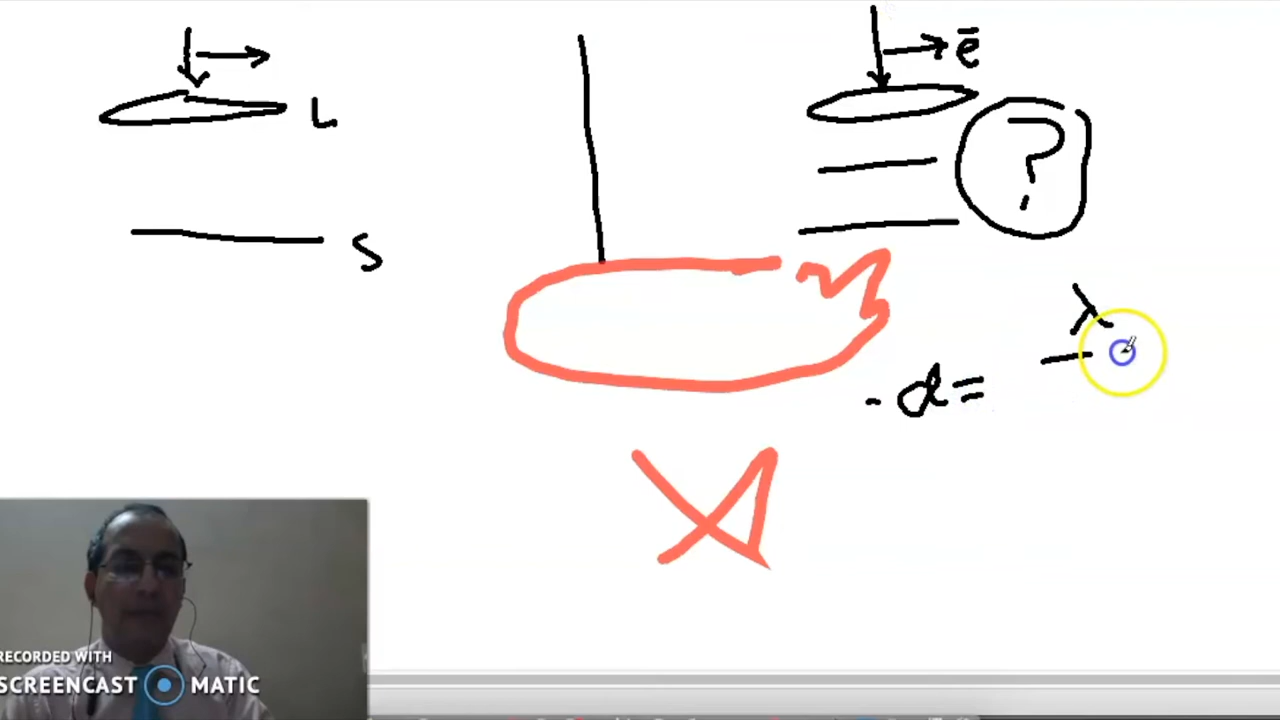 ē
L
?
S
λ
- d =
RECORDED WITH
SCREENCAST MATIC